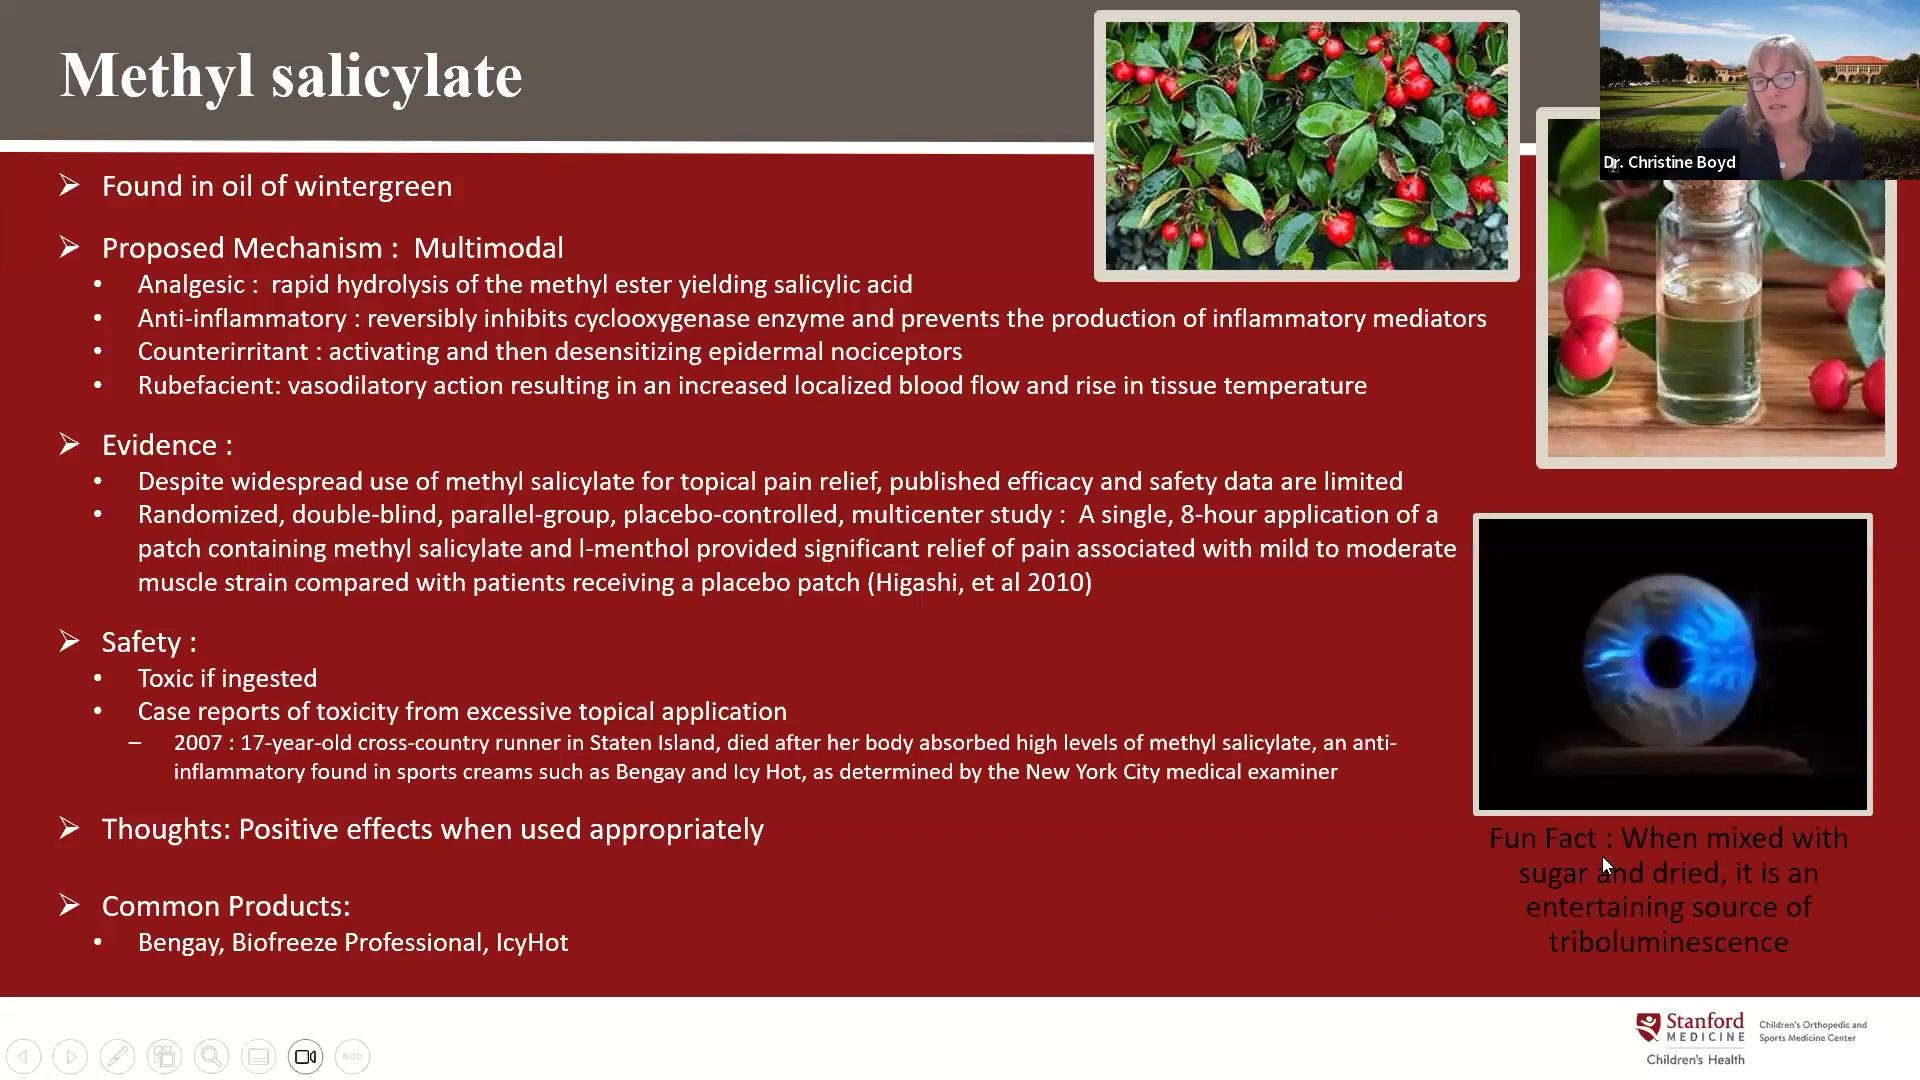 Methyl salicylate
Dr. Christine Boyd
Found in oil of wintergreen
Proposed Mechanism :  Multimodal
Analgesic :  rapid hydrolysis of the methyl ester yielding salicylic acid
Anti-inflammatory : reversibly inhibits cyclooxygenase enzyme and prevents the production of inflammatory mediators
Counterirritant : activating and then desensitizing epidermal nociceptors
Rubefacient: vasodilatory action resulting in an increased localized blood flow and rise in tissue temperature
Evidence :
Despite widespread use of methyl salicylate for topical pain relief, published efficacy and safety data are limited
Randomized, double-blind, parallel-group, placebo-controlled, multicenter study :  A single, 8-hour application of a
patch containing methyl salicylate and l-menthol provided significant relief of pain associated with mild to moderate
muscle strain compared with patients receiving a placebo patch (Higashi, et al 2010)
Safety :
Toxic if ingested
Case reports of toxicity from excessive topical application
– 2007 : 17-year-old cross-country runner in Staten Island, died after her body absorbed high levels of methyl salicylate, an anti-
inflammatory found in sports creams such as Bengay and Icy Hot, as determined by the New York City medical examiner
Thoughts: Positive effects when used appropriately
Common Products:
Bengay, Biofreeze Professional, IcyHot
Fun Fact : When mixed with
sugar and dried, it is an
entertaining source of
triboluminescence
Stanford
MEDICINE
Children's Health
Children's Orthopedic and
Sports Medicine Center